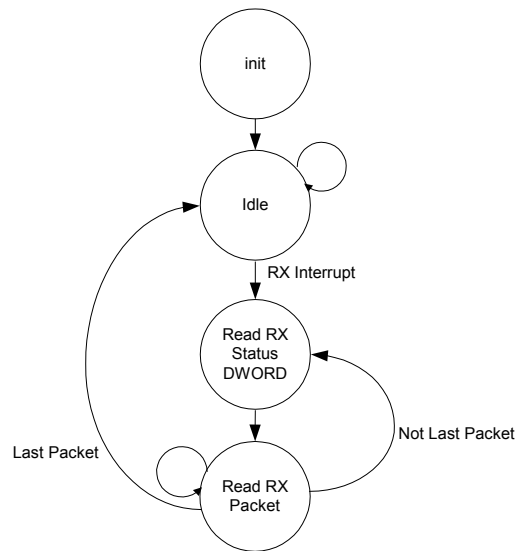 init
Idle
RX Interrupt
Read RX
Status
DWORD
Not Last Packet
Last Packet
Read RX
Packet